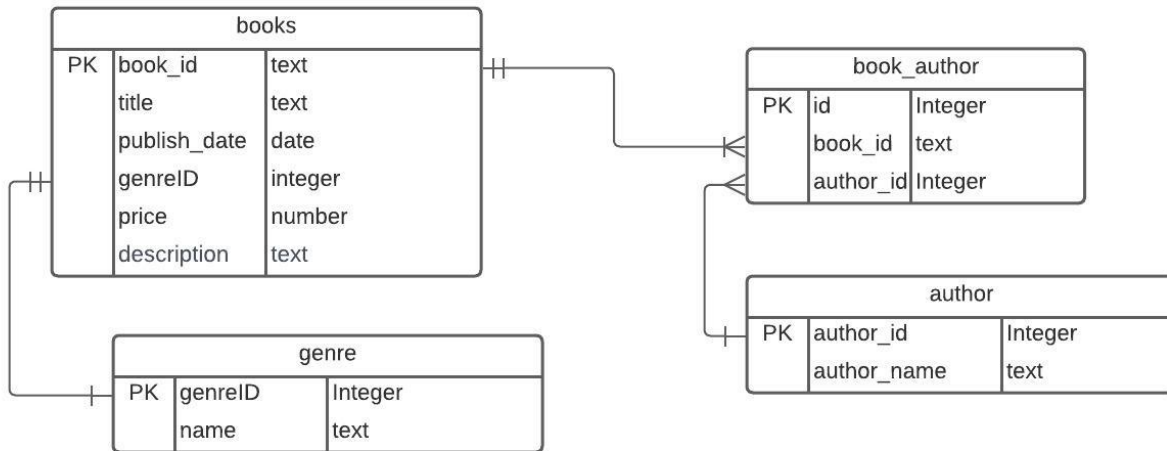 books
PK book_id text
title text
publish_date date
genreID integer
price number
description text
book_author
PK id Integer
book_id text
author_id Integer
genre
PK genreID Integer
name text
author
PK author_id Integer
author_name text